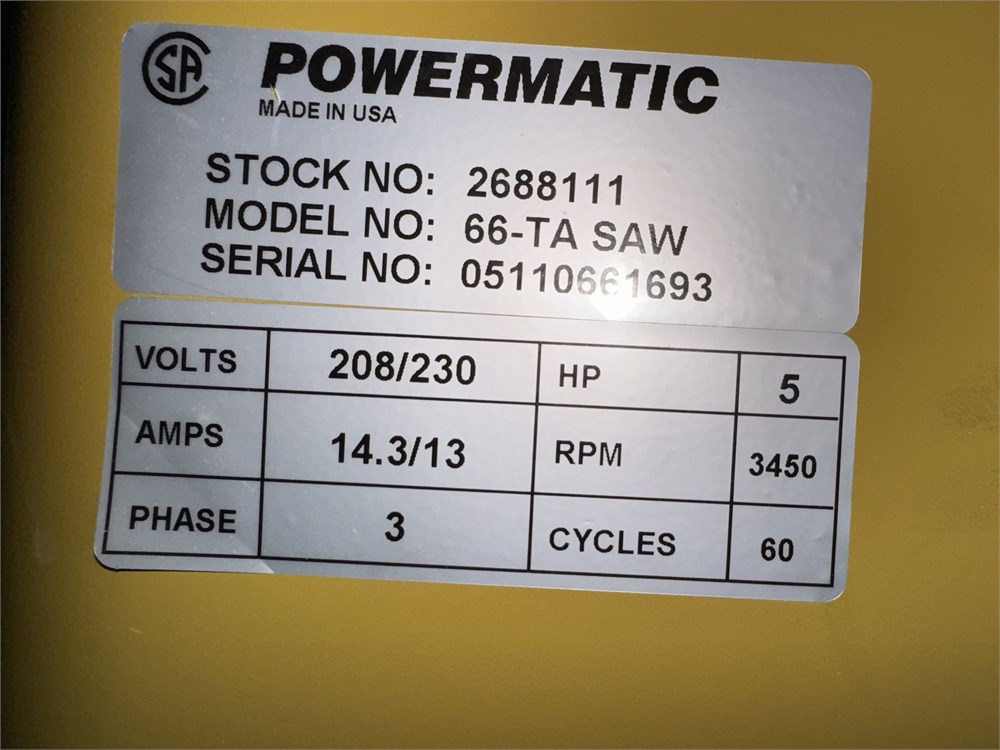 SA
POWERMATIC
MADE IN USA
STOCK NO: 2688111
MODEL NO: 66-TA SAW
SERIAL NO: 05110661693
VOLTS 208/230 HP 5
AMPS 14.3/13 RPM 3450
PHASE 3 CYCLES 60